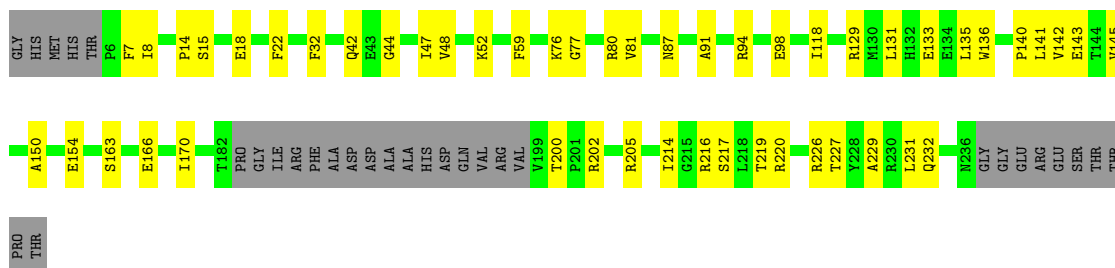 GLY HIS MET HIS THR P6 F7 I8 P14 S15 E18 F22 F32 Q42 E43 G44 I47 V48 K52 F59 K76 G77 R80 V81 N87 A91 R94 E98 I118 R129 M130 L131 H132 E133 E134 L135 W136 P140 L141 V142 E143 T144 V145
A150 E154 S163 E166 I170 T182 PRO GLY ILE ARG PHE ALA ASP ASP ALA ALA HIS ASP GLN VAL ARG VAL V199 T200 P201 R202 R205 I214 G215 R216 S217 L218 T219 R220 R226 T227 Y228 A229 R230 L231 Q232 N236 GLY GLY GLU ARG GLU SER THR THR
PRO THR